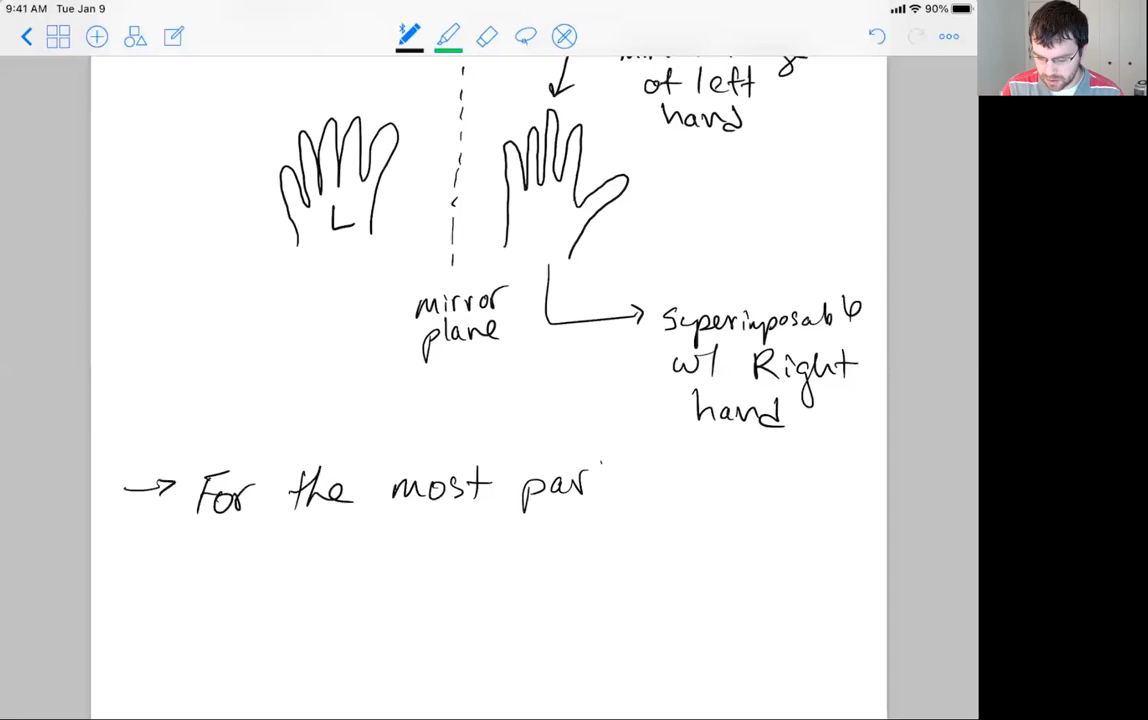 9:41 AM Tue Jan 9
90%
of left
hand
L
mirror
plane
superimposable
w/ Right
hand
→ For the most par